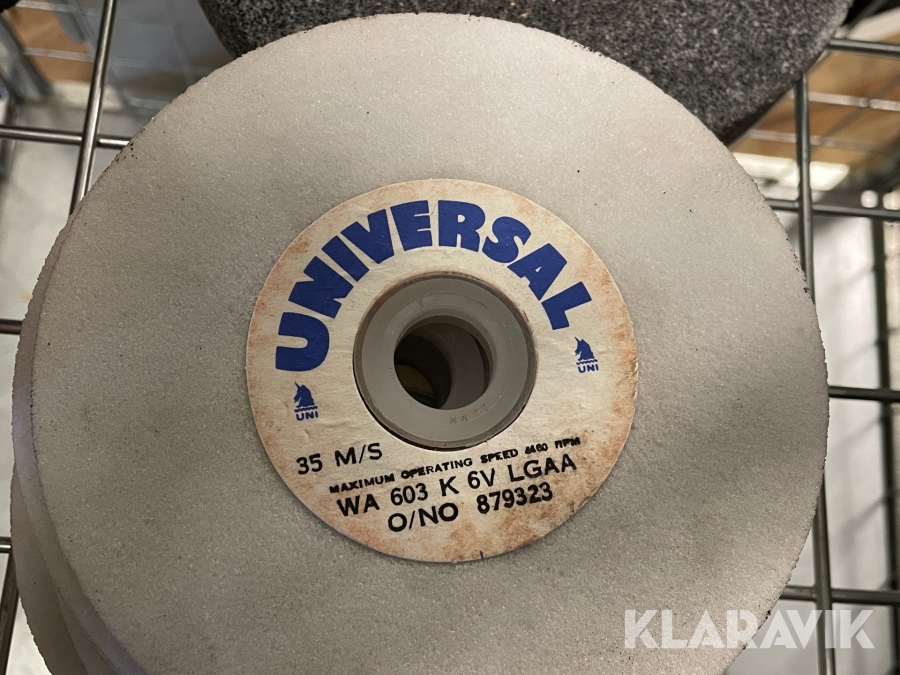 UNIVERSAL
UNI
UNI
35 M/S
MAXIMUM OPERATING SPEED 4460 RPM
WA 603 K 6V LGAA
O/NO 879323
KLARAVIK